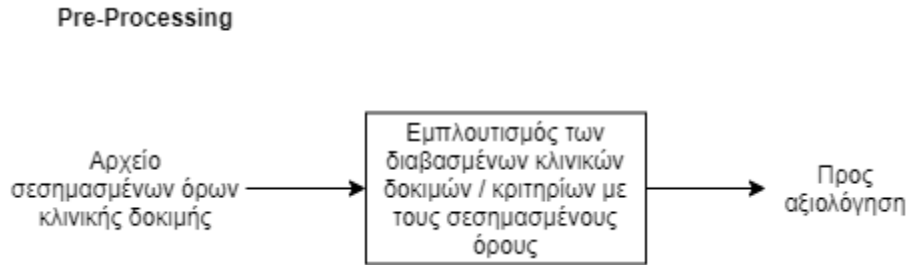 Pre-Processing
Αρχείο
σεσημασμένων όρων
κλινικής δοκιμής
Εμπλουτισμός των
διαβασμένων κλινικών
δοκιμών / κριτηρίων με
τους σεσημασμένους
όρους
Προς
αξιολόγηση